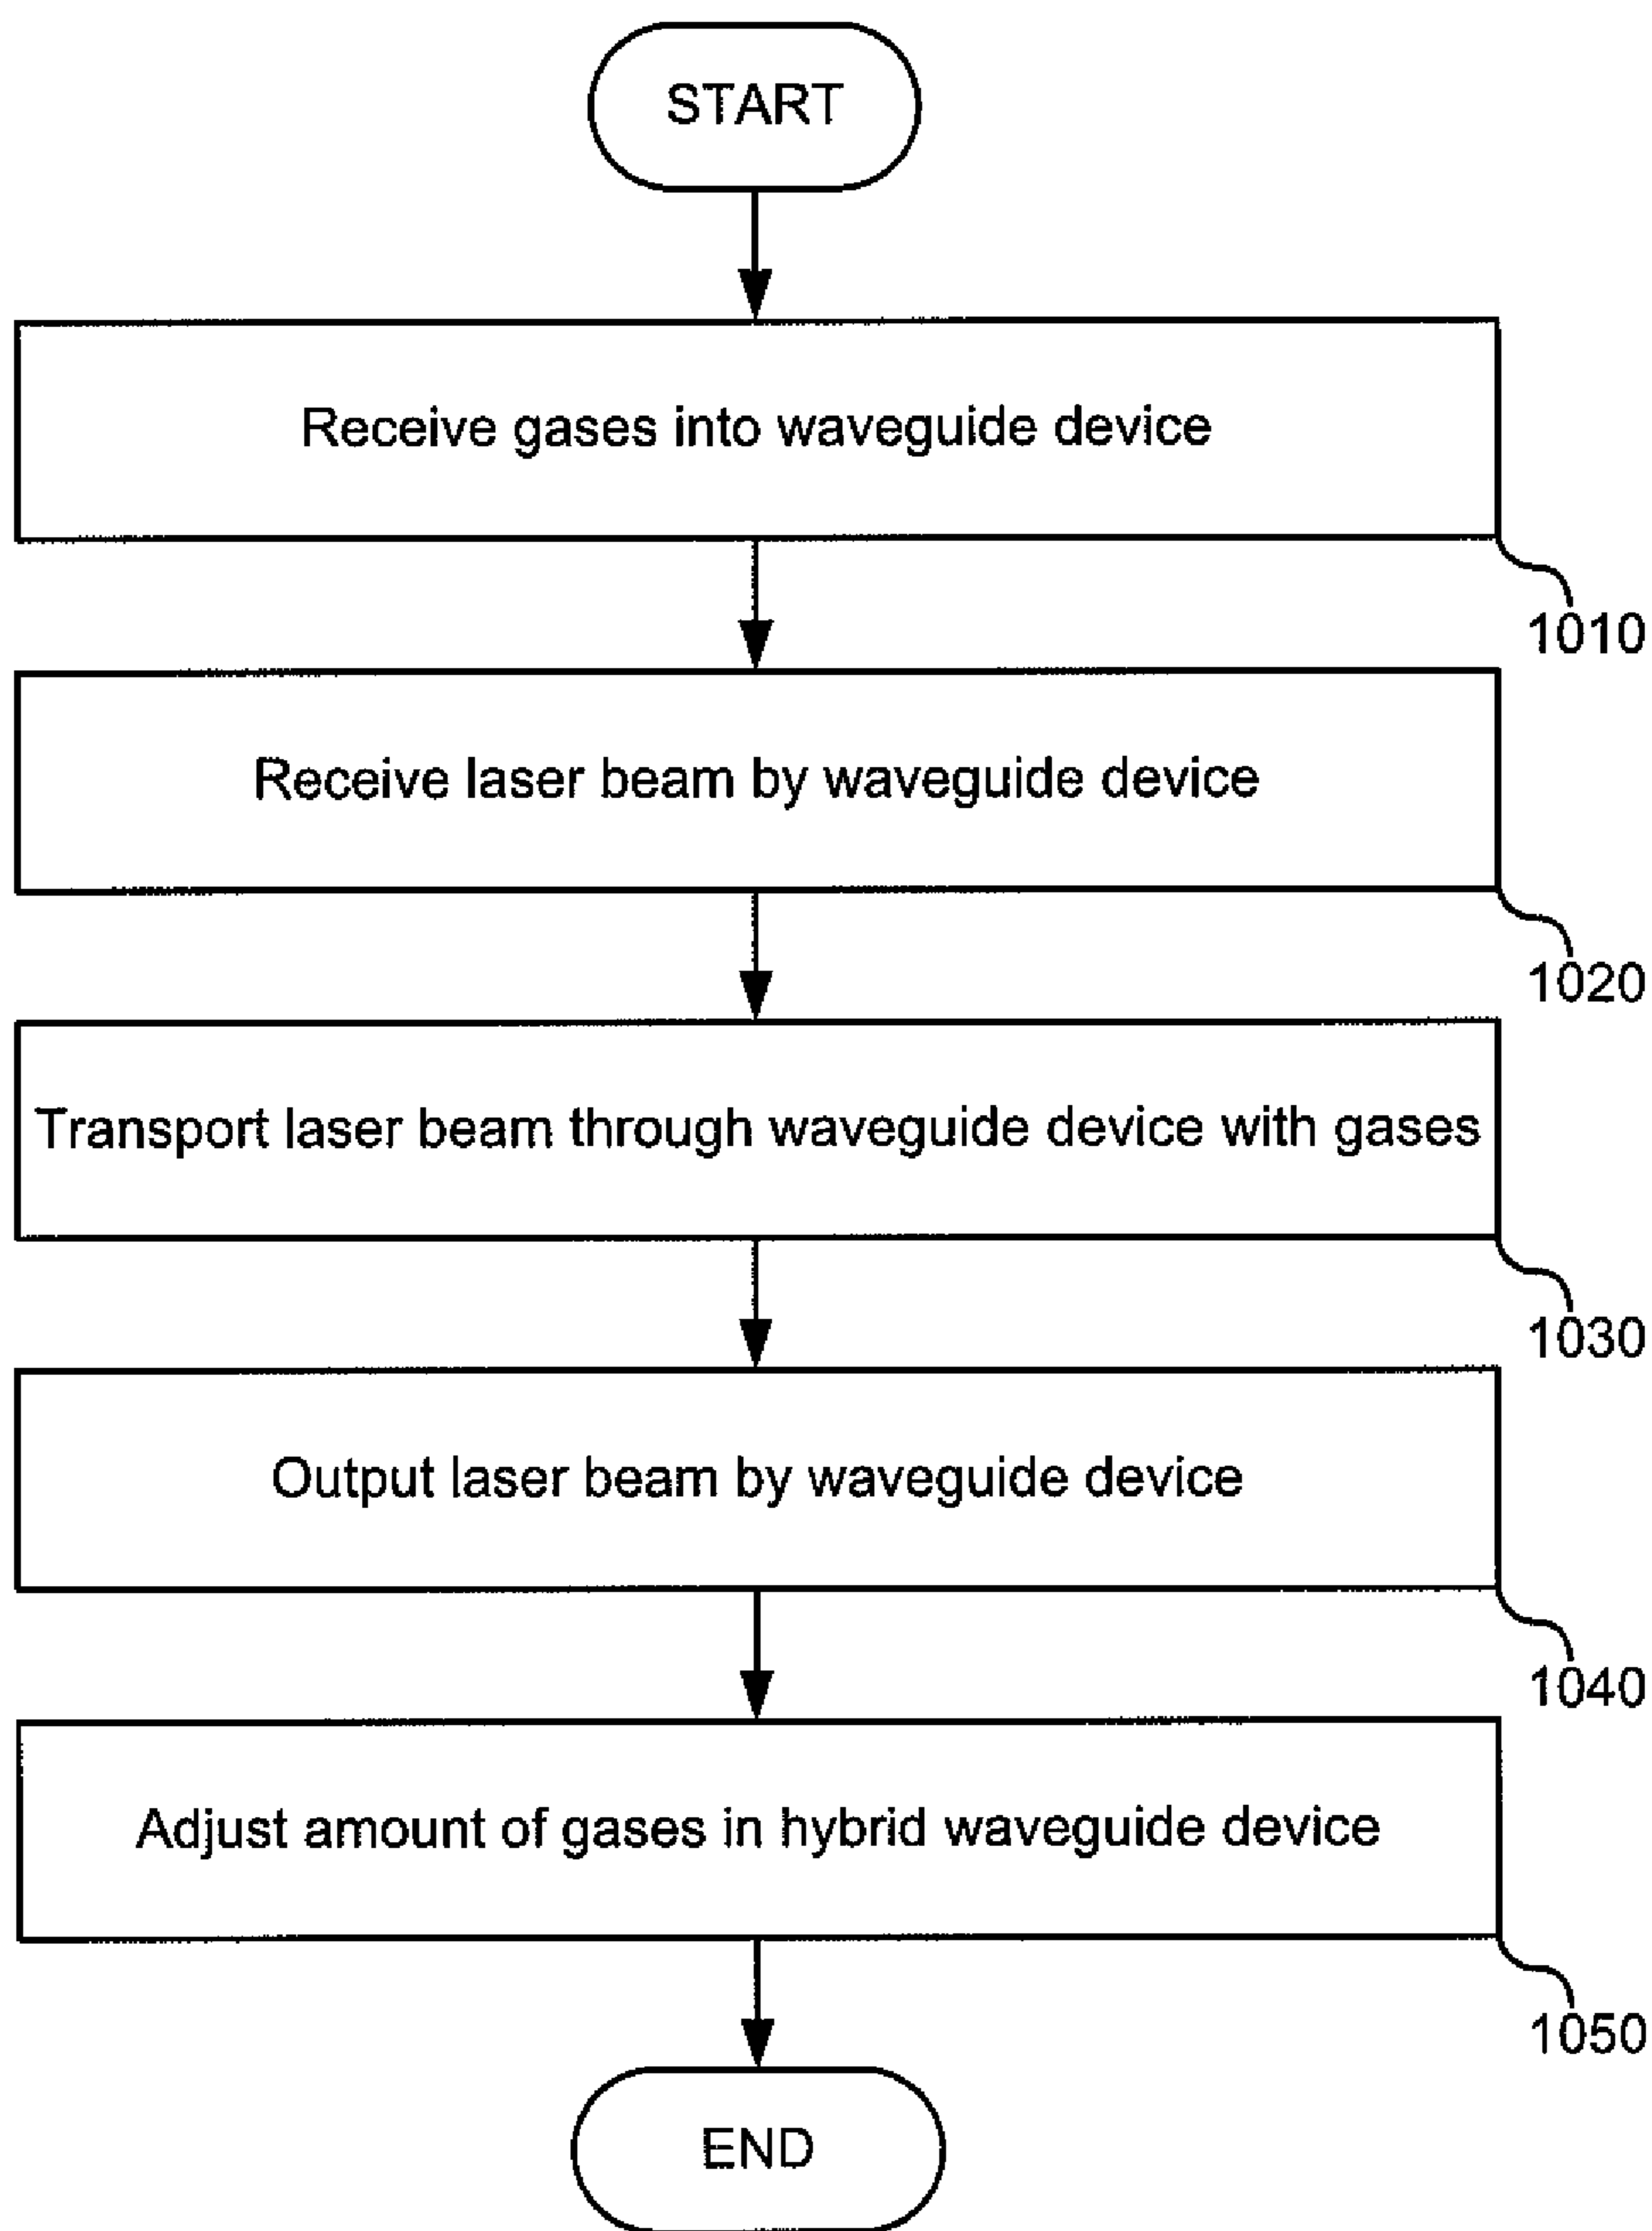 START
Receive gases into waveguide device
1010
Receive laser beam by waveguide device
1020
Transport laser beam through waveguide device with gases
1030
Output laser beam by waveguide device
1040
Adjust amount of gases in hybrid waveguide device
1050
END